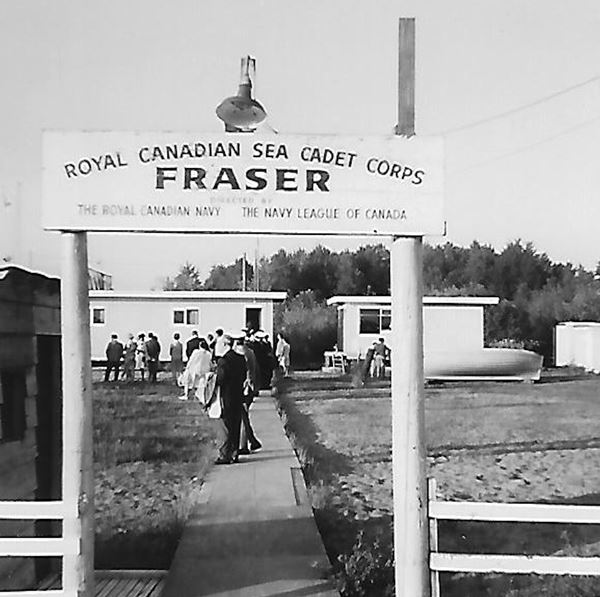 ROYAL CANADIAN SEA CADET CORPS
FRASER
DIRECTED BY
THE ROYAL CANADIAN NAVY THE NAVY LEAGUE OF CANADA